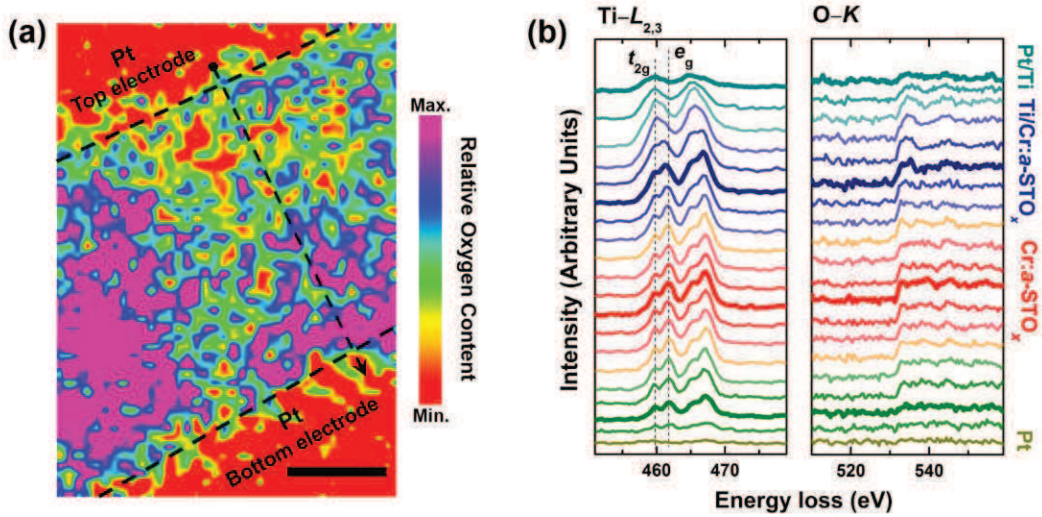 (a)
Pt
Top electrode
Pt
Bottom electrode
Max.
Relative Oxygen Content
Min.
(b)
Ti–L2,3
O–K
t2g
eg
Intensity (Arbitrary Units)
460
470
520
540
Energy loss (eV)
Pt/Ti
Ti/Cr:a-STOx
Cr:a-STOx
Pt